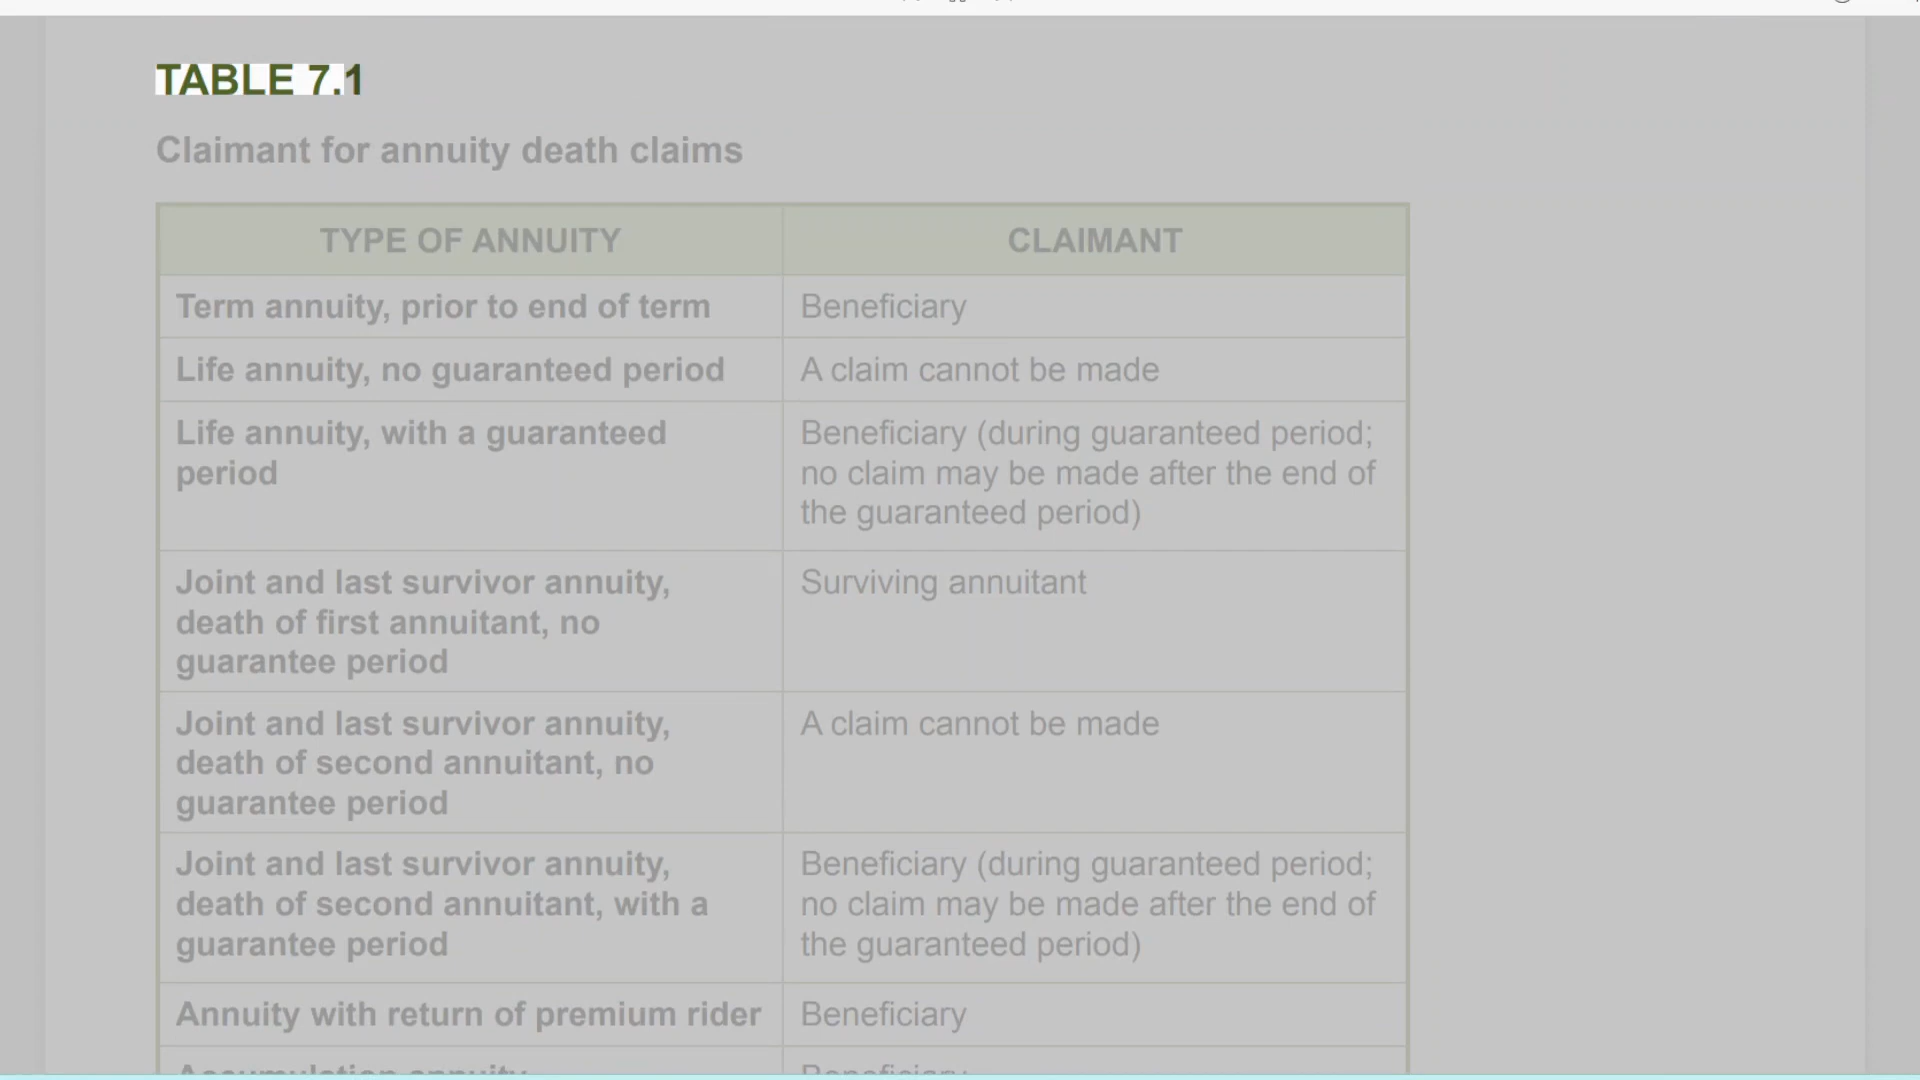 TABLE 7.1
Claimant for annuity death claims
TYPE OF ANNUITY
CLAIMANT
Term annuity, prior to end of term
Beneficiary
Life annuity, no guaranteed period
A claim cannot be made
Life annuity, with a guaranteed
period
Beneficiary (during guaranteed period;
no claim may be made after the end of
the guaranteed period)
Joint and last survivor annuity,
death of first annuitant, no
guarantee period
Surviving annuitant
Joint and last survivor annuity,
death of second annuitant, no
guarantee period
A claim cannot be made
Joint and last survivor annuity,
death of second annuitant, with a
guarantee period
Beneficiary (during guaranteed period;
no claim may be made after the end of
the guaranteed period)
Annuity with return of premium rider
Beneficiary
Accumulation annuity
Beneficiary